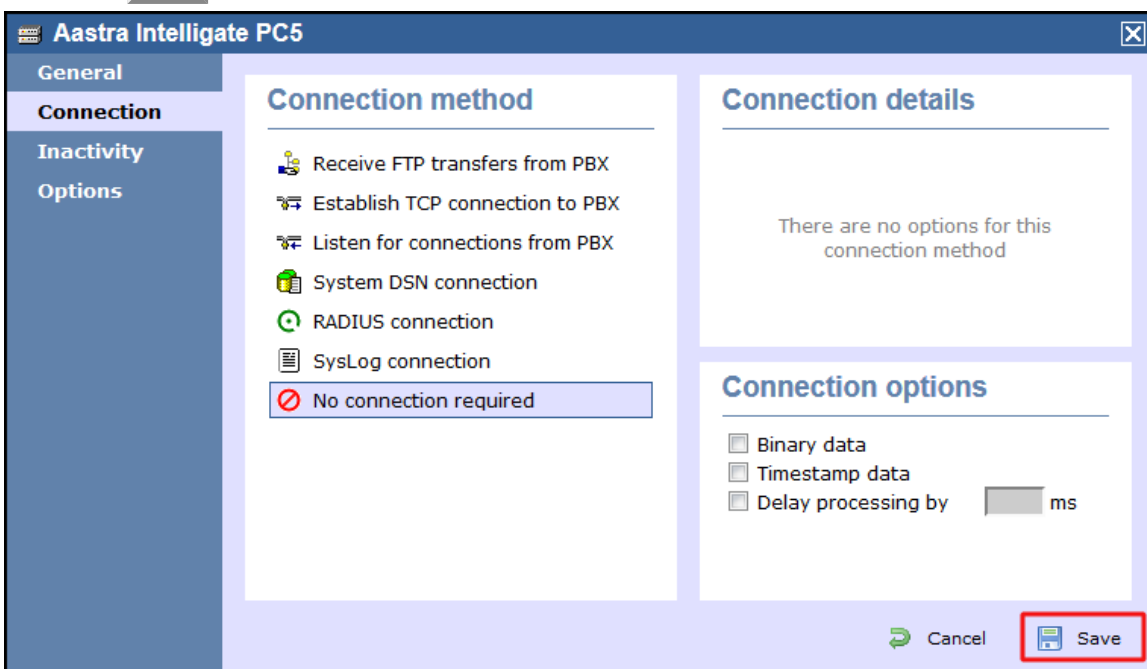 Aastra Intelligate PC5
General
Connection
Inactivity
Options
Connection method
Receive FTP transfers from PBX
Establish TCP connection to PBX
Listen for connections from PBX
System DSN connection
RADIUS connection
SysLog connection
No connection required
Connection details
There are no options for this
connection method
Connection options
Binary data
Timestamp data
Delay processing by ms
Cancel Save